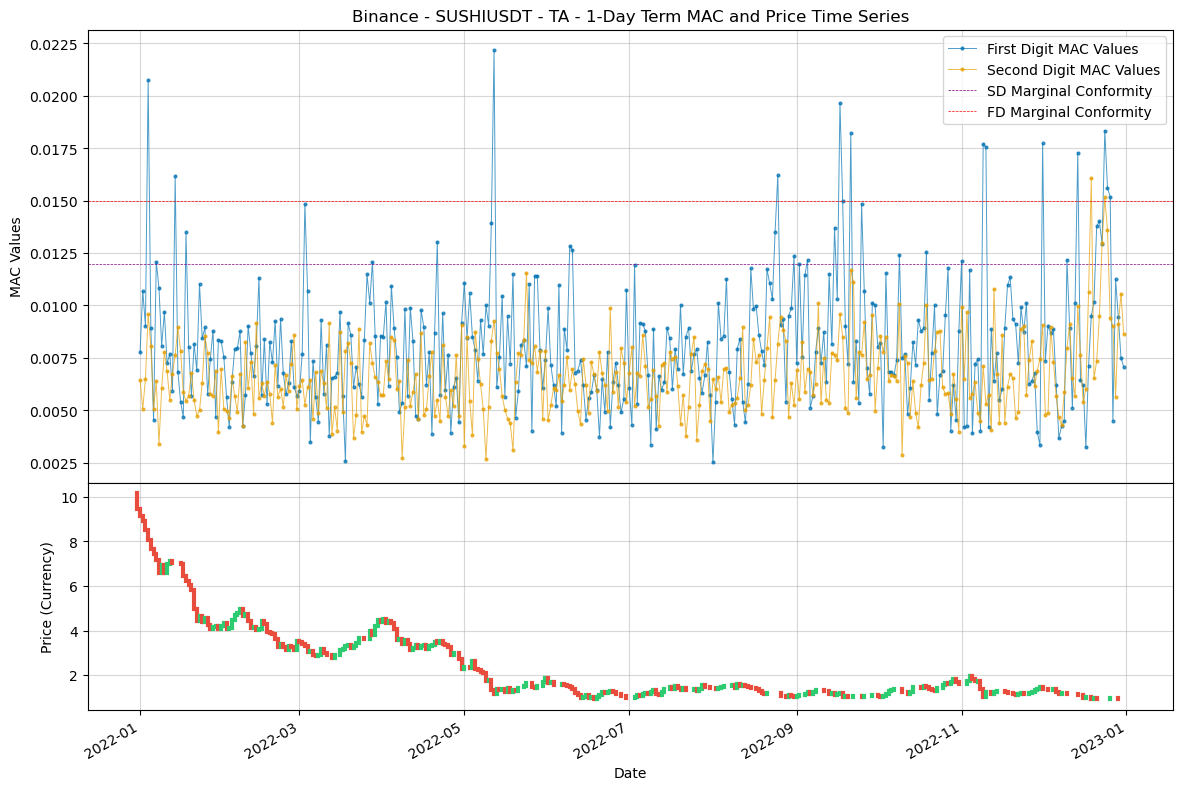 Binance - SUSHIUSDT - TA - 1-Day Term MAC and Price Time Series
First Digit MAC Values
Second Digit MAC Values
SD Marginal Conformity
FD Marginal Conformity
MAC Values
0.0225
0.0200
0.0175
0.0150
0.0125
0.0100
0.0075
0.0050
0.0025
Price (Currency)
10
8
6
4
2
2022-01
2022-03
2022-05
2022-07
2022-09
2022-11
2023-01
Date